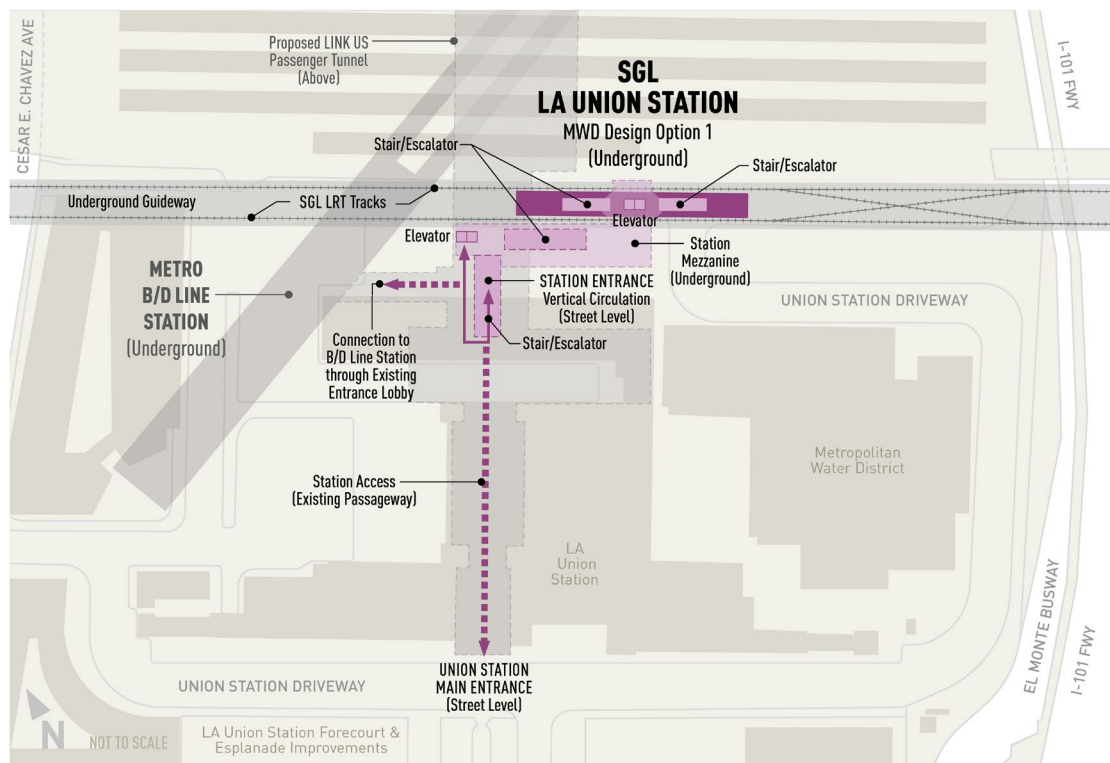 CESAR E. CHAVEZ AVE
Proposed LINK US
Passenger Tunnel
(Above)
SGL
LA UNION STATION
MWD Design Option 1
(Underground)
I-101 FWY
Stair/Escalator
Stair/Escalator
Underground Guideway
SGL LRT Tracks
Elevator
Elevator
Station
Mezzanine
(Underground)
METRO
B/D LINE
STATION
(Underground)
STATION ENTRANCE
Vertical Circulation
(Street Level)
UNION STATION DRIVEWAY
Connection to
B/D Line Station
through Existing
Entrance Lobby
Stair/Escalator
Metropolitan
Water District
Station Access
(Existing Passageway)
LA
Union
Station
EL MONTE BUSWAY
I-101 FWY
UNION STATION
MAIN ENTRANCE
(Street Level)
UNION STATION DRIVEWAY
N
NOT TO SCALE
LA Union Station Forecourt &
Esplanade Improvements